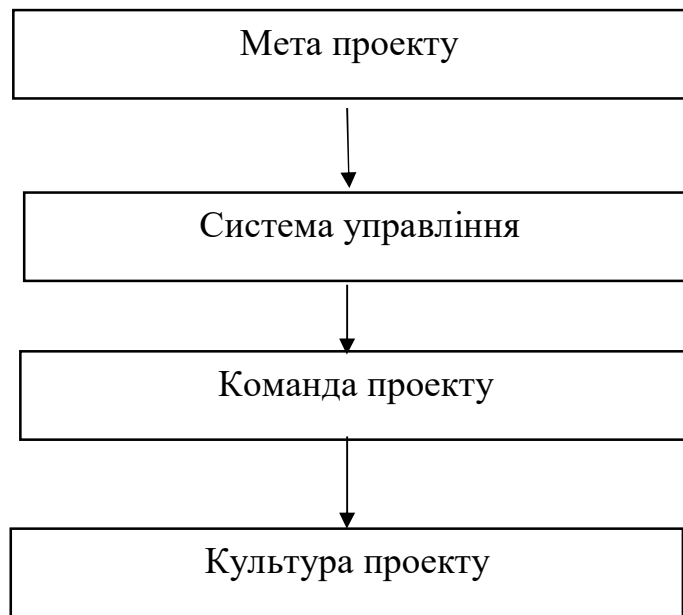 Мета проекту
Система управління
Команда проекту
Культура проекту